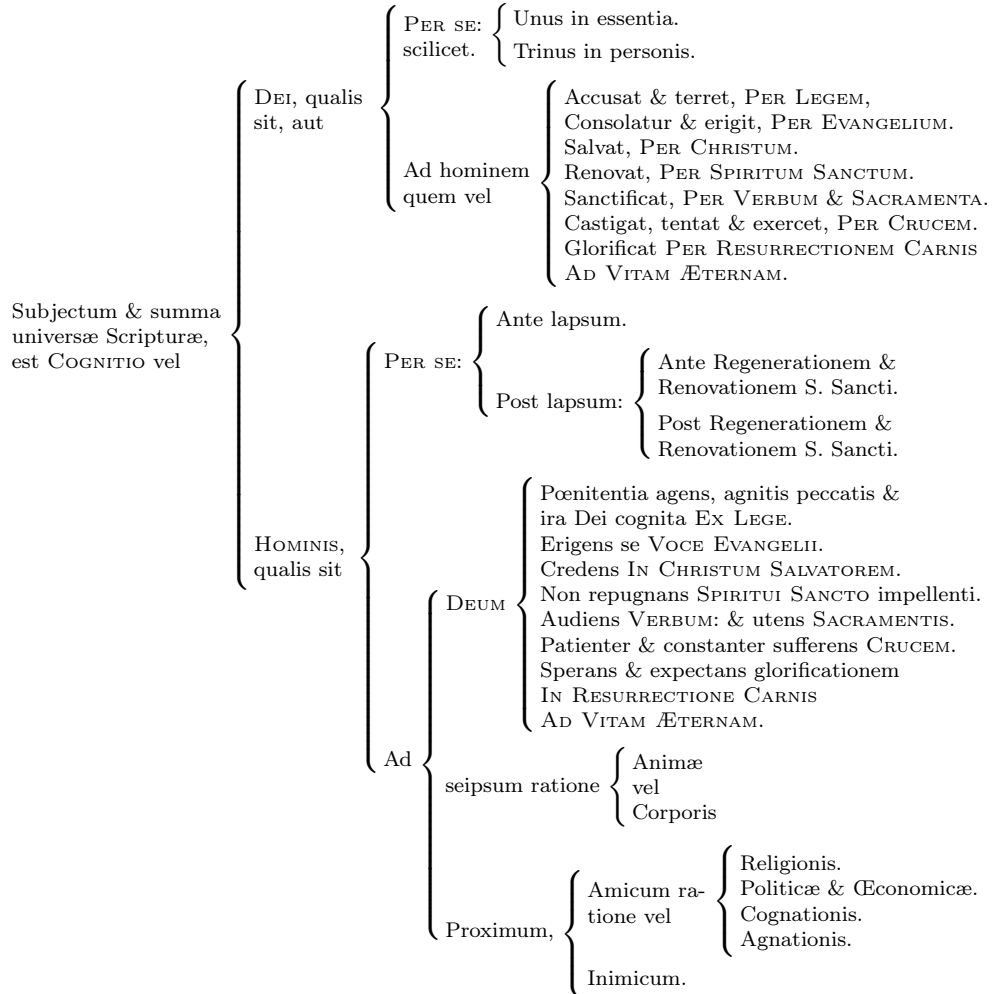 Subjectum & summa
universæ Scripturæ,
est COGNITIO vel
DEI, qualis
sit, aut
PER SE:
scilicet.
Unus in essentia.
Trinus in personis.
Ad hominem
quem vel
Accusat & terret, PER LEGEM,
Consolatur & erigit, PER EVANGELIUM.
Salvat, PER CHRISTUM.
Renovat, PER SPIRITUM SANCTUM.
Sanctificat, PER VERBUM & SACRAMENTA.
Castigat, tentat & exercet, PER CRUCEM.
Glorificat PER RESURRECTIONEM CARNIS
AD VITAM ÆTERNAM.
HOMINIS,
qualis sit
PER SE:
Ante lapsum.
Post lapsum:
Ante Regenerationem &
Renovationem S. Sancti.
Post Regenerationem &
Renovationem S. Sancti.
Ad
DEUM
Pœnitentia agens, agnitis peccatis &
ira Dei cognita EX LEGE.
Erigens se VOCE EVANGELII.
Credens IN CHRISTUM SALVATOREM.
Non repugnans SPIRITUI SANCTO impellenti.
Audiens VERBUM: & utens SACRAMENTIS.
Patienter & constanter sufferens CRUCEM.
Sperans & expectans glorificationem
IN RESURRECTIONE CARNIS
AD VITAM ÆTERNAM.
seipsum ratione
Animæ
vel
Corporis
Proximum,
Amicum ra-
tione vel
Religionis.
Politicæ & Œconomicæ.
Cognationis.
Agnationis.
Inimicum.